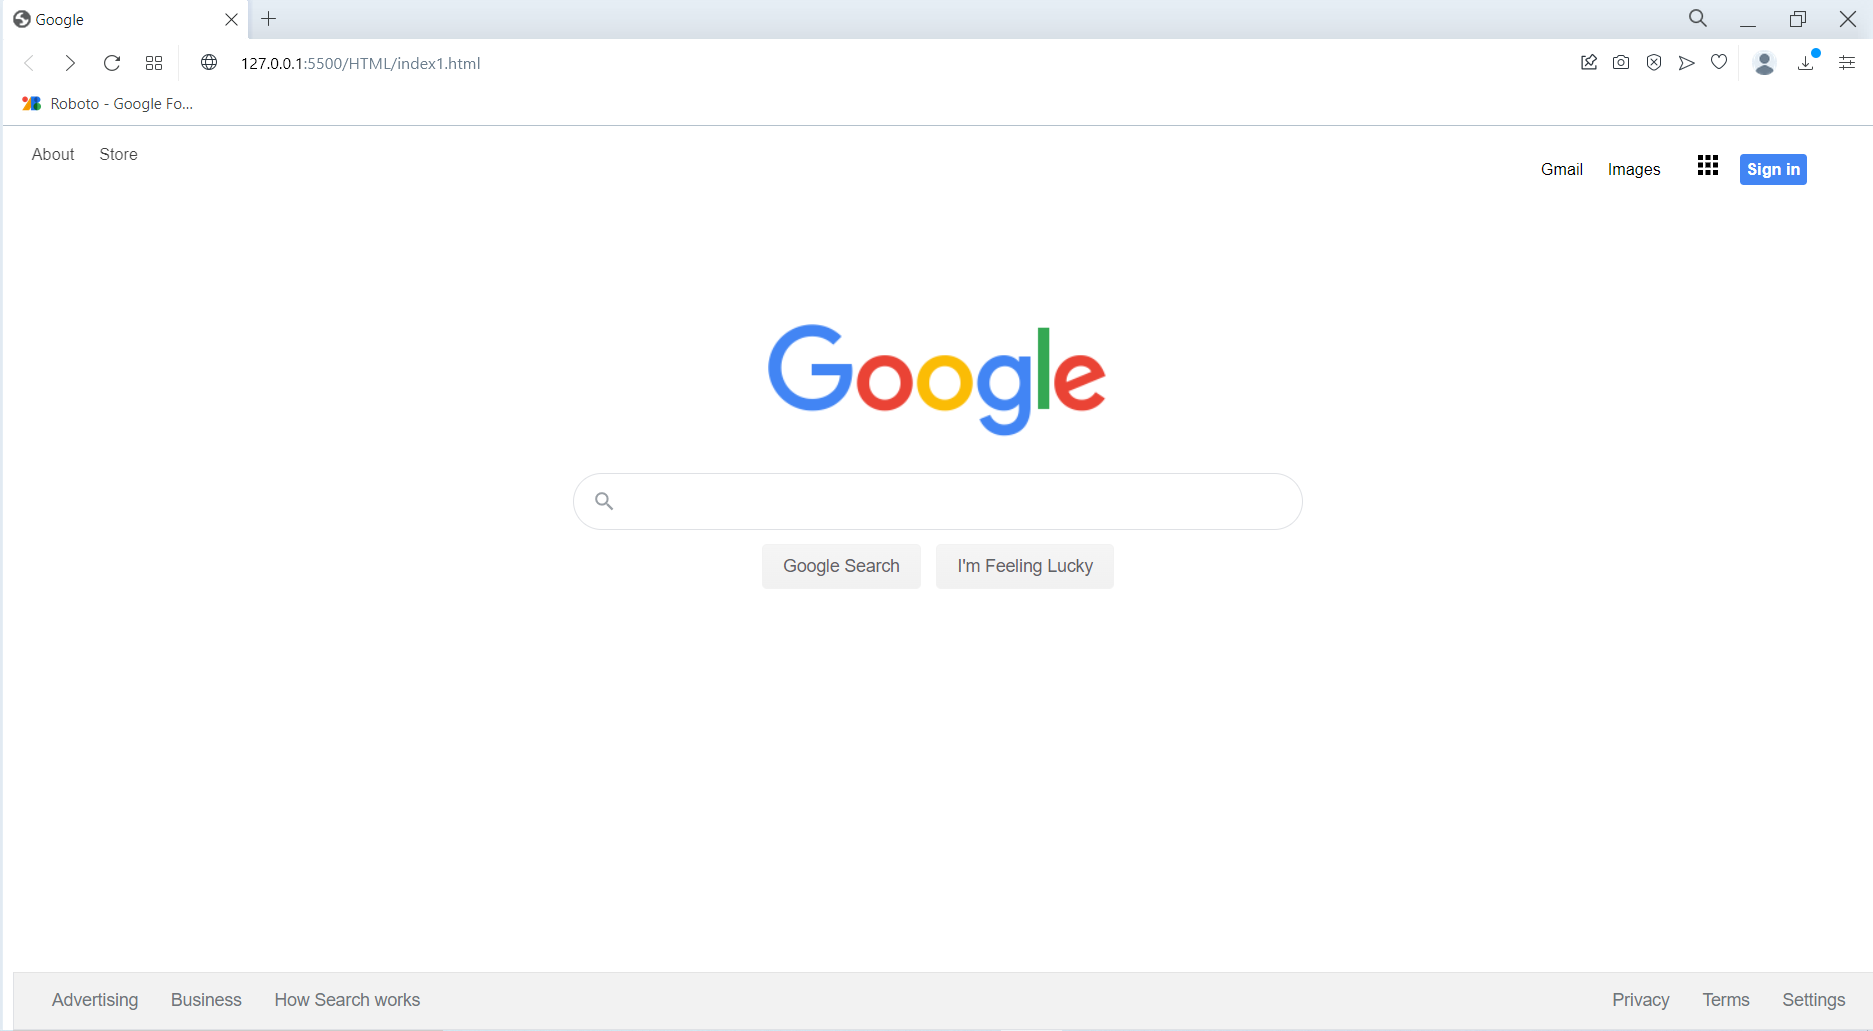 Google
127.0.0.1:5500/HTML/index1.html
Roboto - Google Fo...
About Store
Gmail Images Sign in
Google
Google Search I'm Feeling Lucky
Advertising Business How Search works Privacy Terms Settings